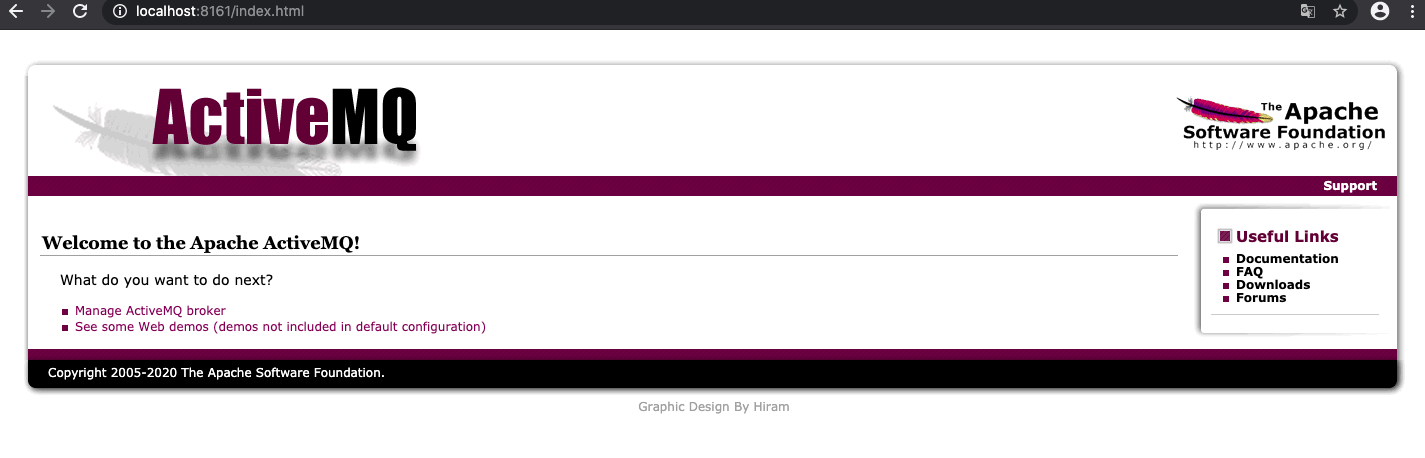 localhost:8161/index.html
ActiveMQ
The Apache
Software Foundation
http://www.apache.org/
Support
Welcome to the Apache ActiveMQ!
What do you want to do next?
Manage ActiveMQ broker
See some Web demos (demos not included in default configuration)
Useful Links
Documentation
FAQ
Downloads
Forums
Copyright 2005-2020 The Apache Software Foundation.
Graphic Design By Hiram